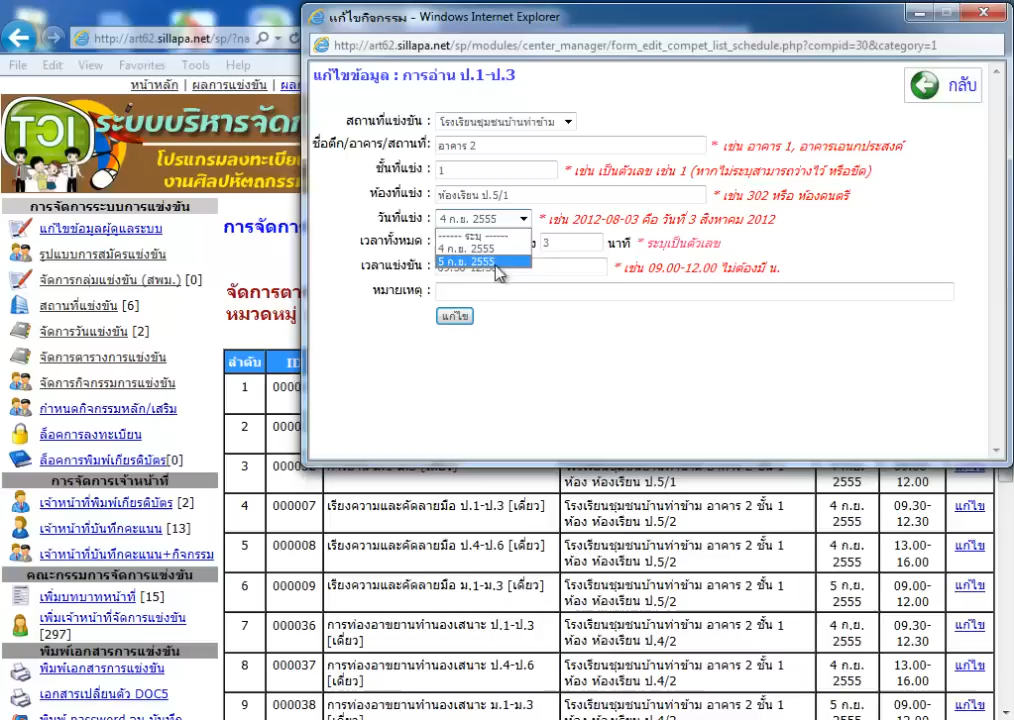 แก้ไขกิจกรรม - Windows Internet Explorer
http://art62.sillapa.net/sp/?na
http://art62.sillapa.net/sp/modules/center_manager/form_edit_compet_list_schedule.php?compid=30&category=1
File Edit View Favorites Tools Help
หน้าหลัก | ผลการแข่งขัน | ผล
TCI ระบบบริหารจัดก
โปรแกรมลงทะเบีย
งานศิลปหัตถกรร
แก้ไขข้อมูล : การอ่าน ป.1-ป.3
กลับ
สถานที่แข่งขัน : โรงเรียนชุมชนบ้านท่าข้าม
ชื่อตึก/อาคาร/สถานที่: อาคาร 2 * เช่น อาคาร 1, อาคารเอนกประสงค์
ชั้นที่แข่ง : 1 * เช่น เป็นตัวเลข เช่น 1 (หากไม่ระบุสามารถว่างไว้ หรือขีด)
ห้องที่แข่ง : ห้องเรียน ป.5/1 * เช่น 302 หรือ ห้องดนตรี
วันที่แข่ง : 4 ก.ย. 2555 * เช่น 2012-08-03 คือ วันที่ 3 สิงหาคม 2012
------ ระบุ ------
4 ก.ย. 2555
5 ก.ย. 2555
เวลาทั้งหมด : 3 นาที * ระบุเป็นตัวเลข
เวลาแข่งขัน : 09.30-12.30 * เช่น 09.00-12.00 ไม่ต้องมี น.
หมายเหตุ :
แก้ไข
การจัดการระบบการแข่งขัน
แก้ไขข้อมูลผู้ดูแลระบบ
รูปแบบการสมัครแข่งขัน
จัดการกลุ่มแข่งขัน (สพม.) [0]
สถานที่แข่งขัน [6]
จัดการวันแข่งขัน [2]
จัดการตารางการแข่งขัน
จัดการกิจกรรมการแข่งขัน
กำหนดกิจกรรมหลัก/เสริม
ล็อคการลงทะเบียน
ล็อคการพิมพ์เกียรติบัตร[0]
การจัดการเจ้าหน้าที่
เจ้าหน้าที่พิมพ์เกียรติบัตร [2]
เจ้าหน้าที่บันทึกคะแนน [13]
เจ้าหน้าที่บันทึกคะแนน+กิจกรรม
คณะกรรมการจัดการแข่งขัน
เพิ่มบทบาทหน้าที่ [15]
เพิ่มเจ้าหน้าที่จัดการแข่งขัน
[297]
พิมพ์เอกสารการแข่งขัน
พิมพ์เอกสารการแข่งขัน
เอกสารเปลี่ยนตัว DOC5
การจัดกา
จัดการตา
หมวดหมู่
ลำดับ ID
1 0000
2 0000
3 ห้อง ห้องเรียน ป.5/1 2555 12.00
4 000007 เรียงความและคัดลายมือ ป.1-ป.3 [เดี่ยว] โรงเรียนชุมชนบ้านท่าข้าม อาคาร 2 ชั้น 1 4 ก.ย. 09.30- แก้ไข
ห้อง ห้องเรียน ป.5/2 2555 12.30
5 000008 เรียงความและคัดลายมือ ป.4-ป.6 [เดี่ยว] โรงเรียนชุมชนบ้านท่าข้าม อาคาร 2 ชั้น 1 4 ก.ย. 13.00- แก้ไข
ห้อง ห้องเรียน ป.5/2 2555 16.00
6 000009 เรียงความและคัดลายมือ ม.1-ม.3 [เดี่ยว] โรงเรียนชุมชนบ้านท่าข้าม อาคาร 2 ชั้น 1 5 ก.ย. 09.00- แก้ไข
ห้อง ห้องเรียน ป.5/2 2555 12.00
7 000036 การท่องอาขยานทำนองเสนาะ ป.1-ป.3 โรงเรียนชุมชนบ้านท่าข้าม อาคาร 2 ชั้น 1 4 ก.ย. 09.30- แก้ไข
[เดี่ยว] ห้อง ห้องเรียน ป.4/2 2555 12.30
8 000037 การท่องอาขยานทำนองเสนาะ ป.4-ป.6 โรงเรียนชุมชนบ้านท่าข้าม อาคาร 2 ชั้น 1 4 ก.ย. 13.00- แก้ไข
[เดี่ยว] ห้อง ห้องเรียน ป.4/2 2555 16.00
9 000038 การท่องอาขยานทำนองเสนาะ ม.1-ม.3 โรงเรียนชุมชนบ้านท่าข้าม อาคาร 2 ชั้น 1 5 ก.ย. 09.00- แก้ไข